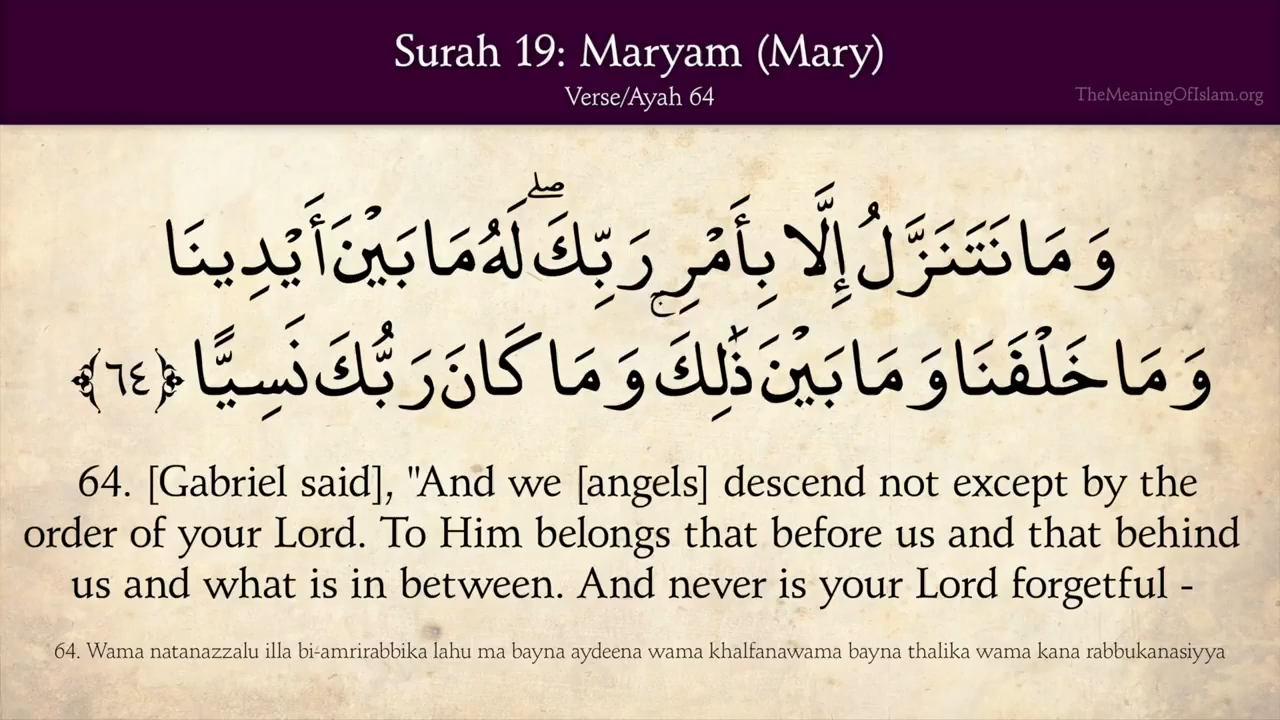 Surah 19: Maryam (Mary)
Verse/Ayah 64
TheMeaningOfIslam.org
وَمَا نَتَنَزَّلُ إِلَّا بِأَمْرِ رَبِّكَ ۖ لَهُ مَا بَيْنَ أَيْدِينَا
وَمَا خَلْفَنَا وَمَا بَيْنَ ذَٰلِكَ ۚ وَمَا كَانَ رَبُّكَ نَسِيًّا ﴿٦٤﴾
64. [Gabriel said], "And we [angels] descend not except by the
order of your Lord. To Him belongs that before us and that behind
us and what is in between. And never is your Lord forgetful -
64. Wama natanazzalu illa bi-amrirabbika lahu ma bayna aydeena wama khalfanawama bayna thalika wama kana rabbukanasiyya